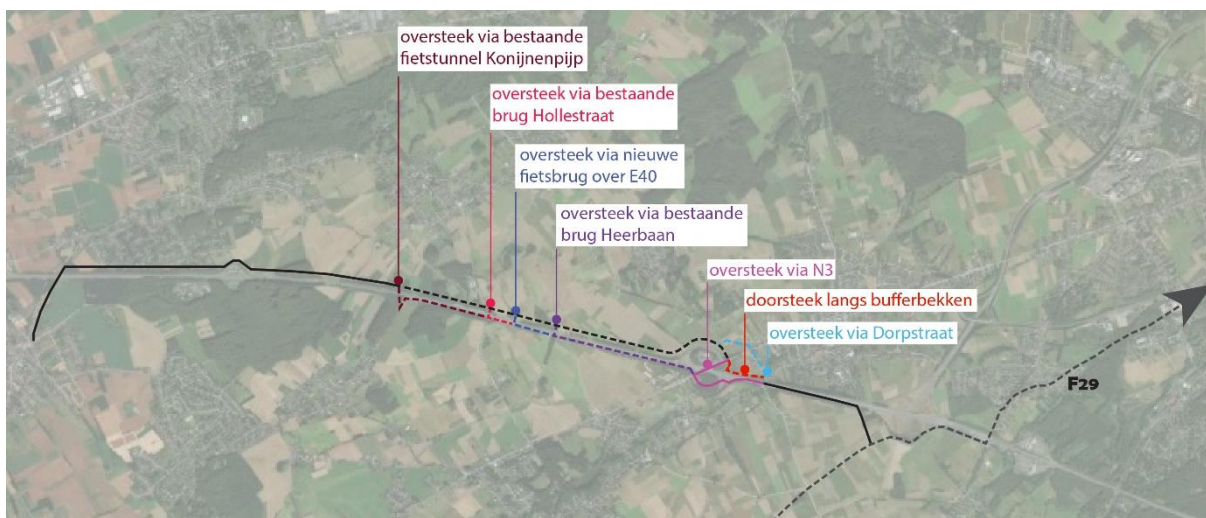 oversteek via bestaande
fietstunnel Konijnenpijp
oversteek via bestaande
brug Hollestraat
oversteek via nieuwe
fietsbrug over E40
oversteek via bestaande
brug Heerbaan
oversteek via N3
doorsteek langs bufferbekken
oversteek via Dorpstraat
F29